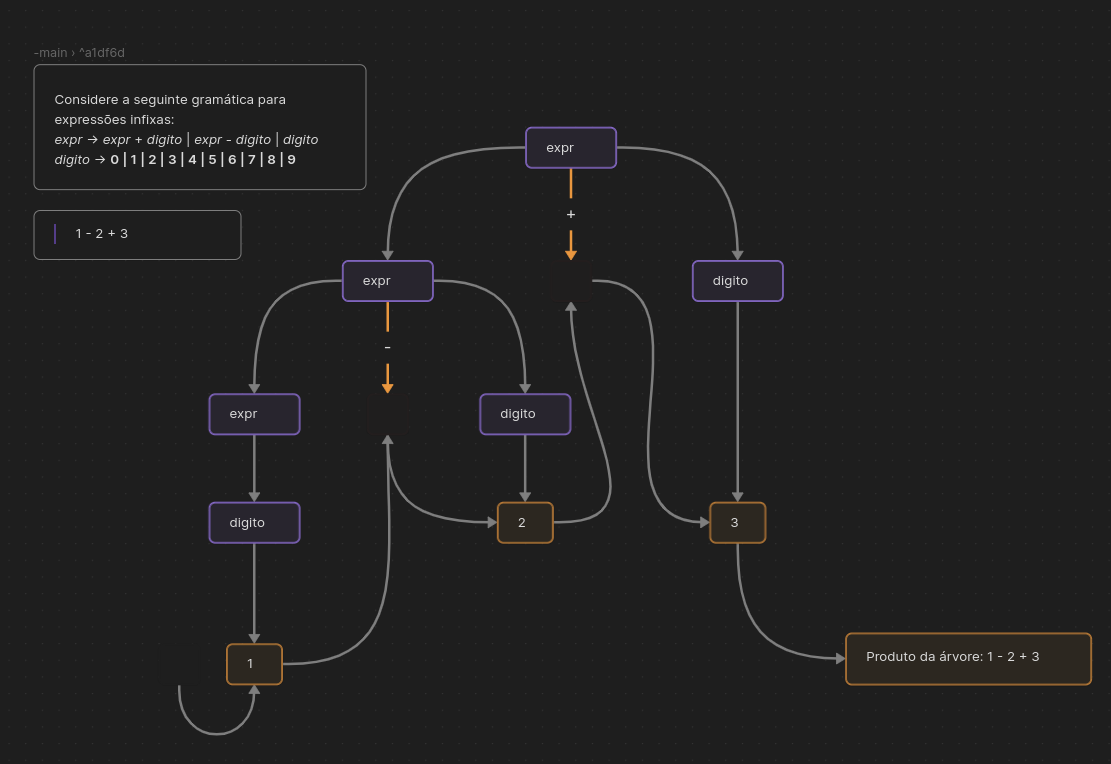 -main › ^a1df6d
Considere a seguinte gramática para
expressões infixas:
expr → expr + digito | expr - digito | digito
digito → 0 | 1 | 2 | 3 | 4 | 5 | 6 | 7 | 8 | 9
1 - 2 + 3
expr
+
expr
digito
-
expr
digito
digito
2
3
1
Produto da árvore: 1 - 2 + 3